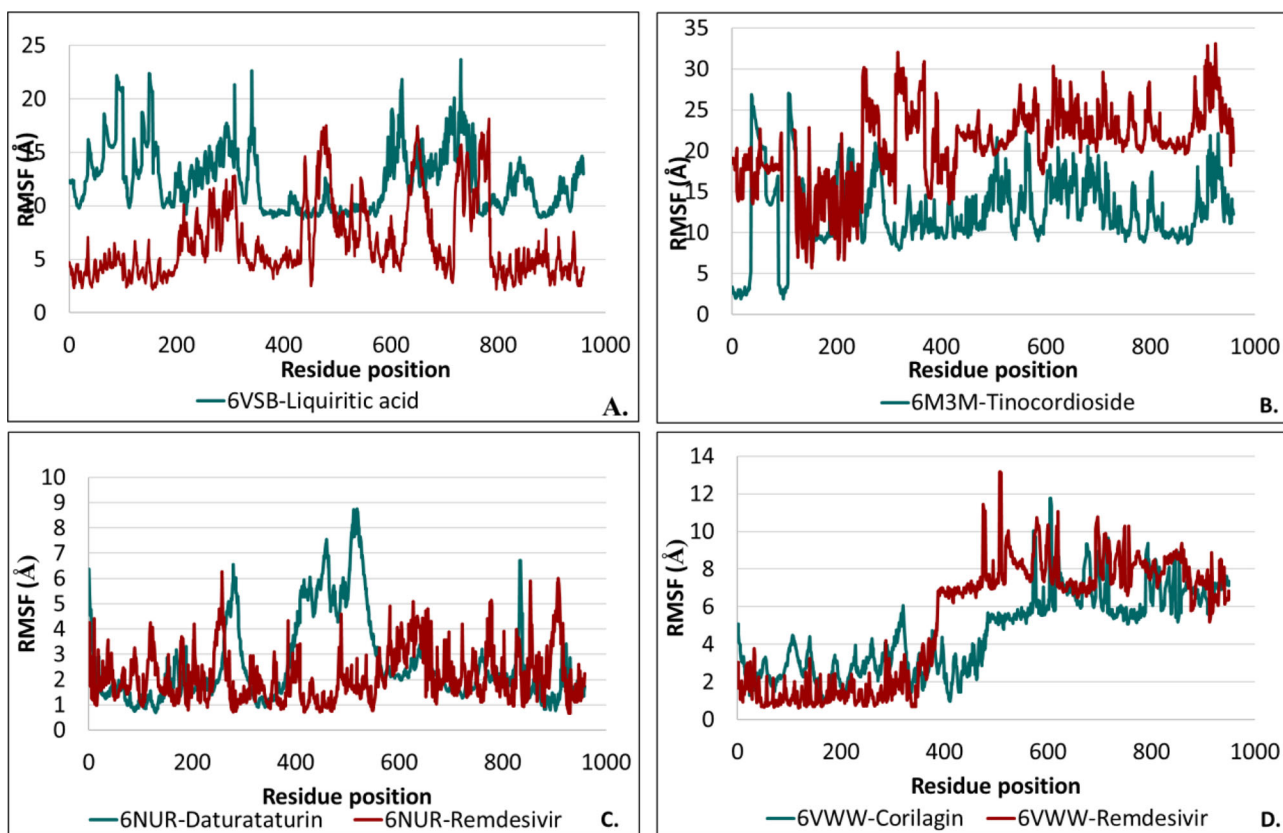 25
20
15
10
5
0
RMSF (Å)
0 200 400 600 800 1000
Residue position
6VSB-Liquiritic acid
A.
35
30
25
20
15
10
5
0
RMSF (Å)
0 200 400 600 800 1000
Residue position
6M3M-Tinocordioside
B.
10
9
8
7
6
5
4
3
2
1
0
RMSF (Å)
0 200 400 600 800 1000
Residue position
6NUR-Daturataturin 6NUR-Remdesivir
C.
14
12
10
8
6
4
2
0
RMSF (Å)
0 200 400 600 800 1000
Residue position
6VWW-Corilagin 6VWW-Remdesivir
D.